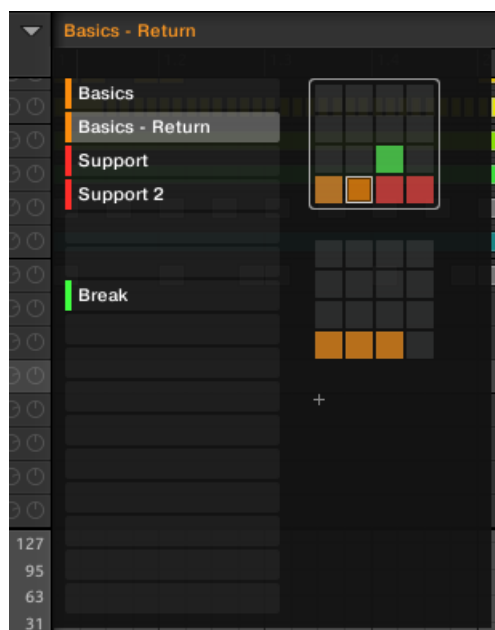 Basics - Return
Basics
Basics - Return
Support
Support 2
Break
+
127
95
63
31